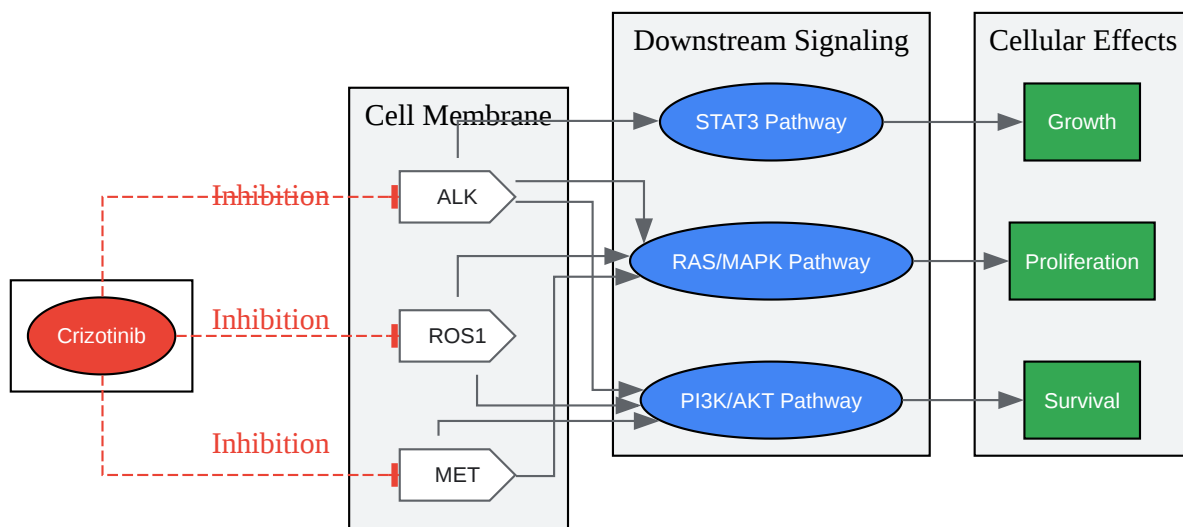 Downstream Signaling
Cellular Effects
Cell Membrane
STAT3 Pathway
Growth
Inhibition
ALK
RAS/MAPK Pathway
Proliferation
Inhibition
Crizotinib
ROS1
PI3K/AKT Pathway
Survival
Inhibition
MET